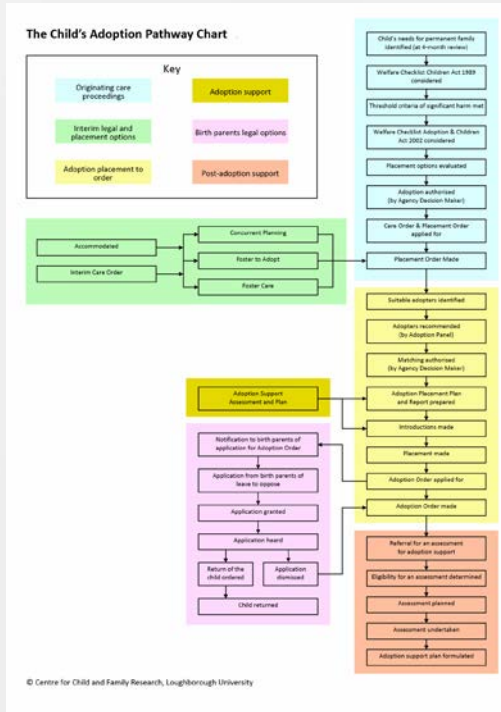 The Child's Adoption Pathway Chart
Key
Originating care
proceedings
Adoption support
Interim legal and
placement options
Birth parents legal options
Adoption placement to
order
Post-adoption support
Child's needs for permanent family
identified (at 4-month review)
Welfare Checklist Children Act 1989
considered
Threshold criteria of significant harm met
Welfare Checklist Adoption & Children
Act 2002 considered
Placement options evaluated
Adoption authorised
(by Agency Decision Maker)
Care Order & Placement Order
applied for
Placement Order Made
Accommodated
Interim Care Order
Concurrent Planning
Foster to Adopt
Foster Care
Suitable adopters identified
Adopters recommended
(by Adoption Panel)
Matching authorised
(by Agency Decision Maker)
Adoption Support
Assessment and Plan
Adoption Placement Plan
and Report prepared
Introductions made
Placement made
Adoption Order applied for
Adoption Order made
Notification to birth parents of
application for Adoption Order
Application from birth parents of
leave to oppose
Application granted
Application heard
Return of the
child ordered
Application
dismissed
Child returned
Referral for an assessment
for adoption support
Eligibility for an assessment determined
Assessment planned
Assessment undertaken
Adoption support plan formulated
© Centre for Child and Family Research, Loughborough University